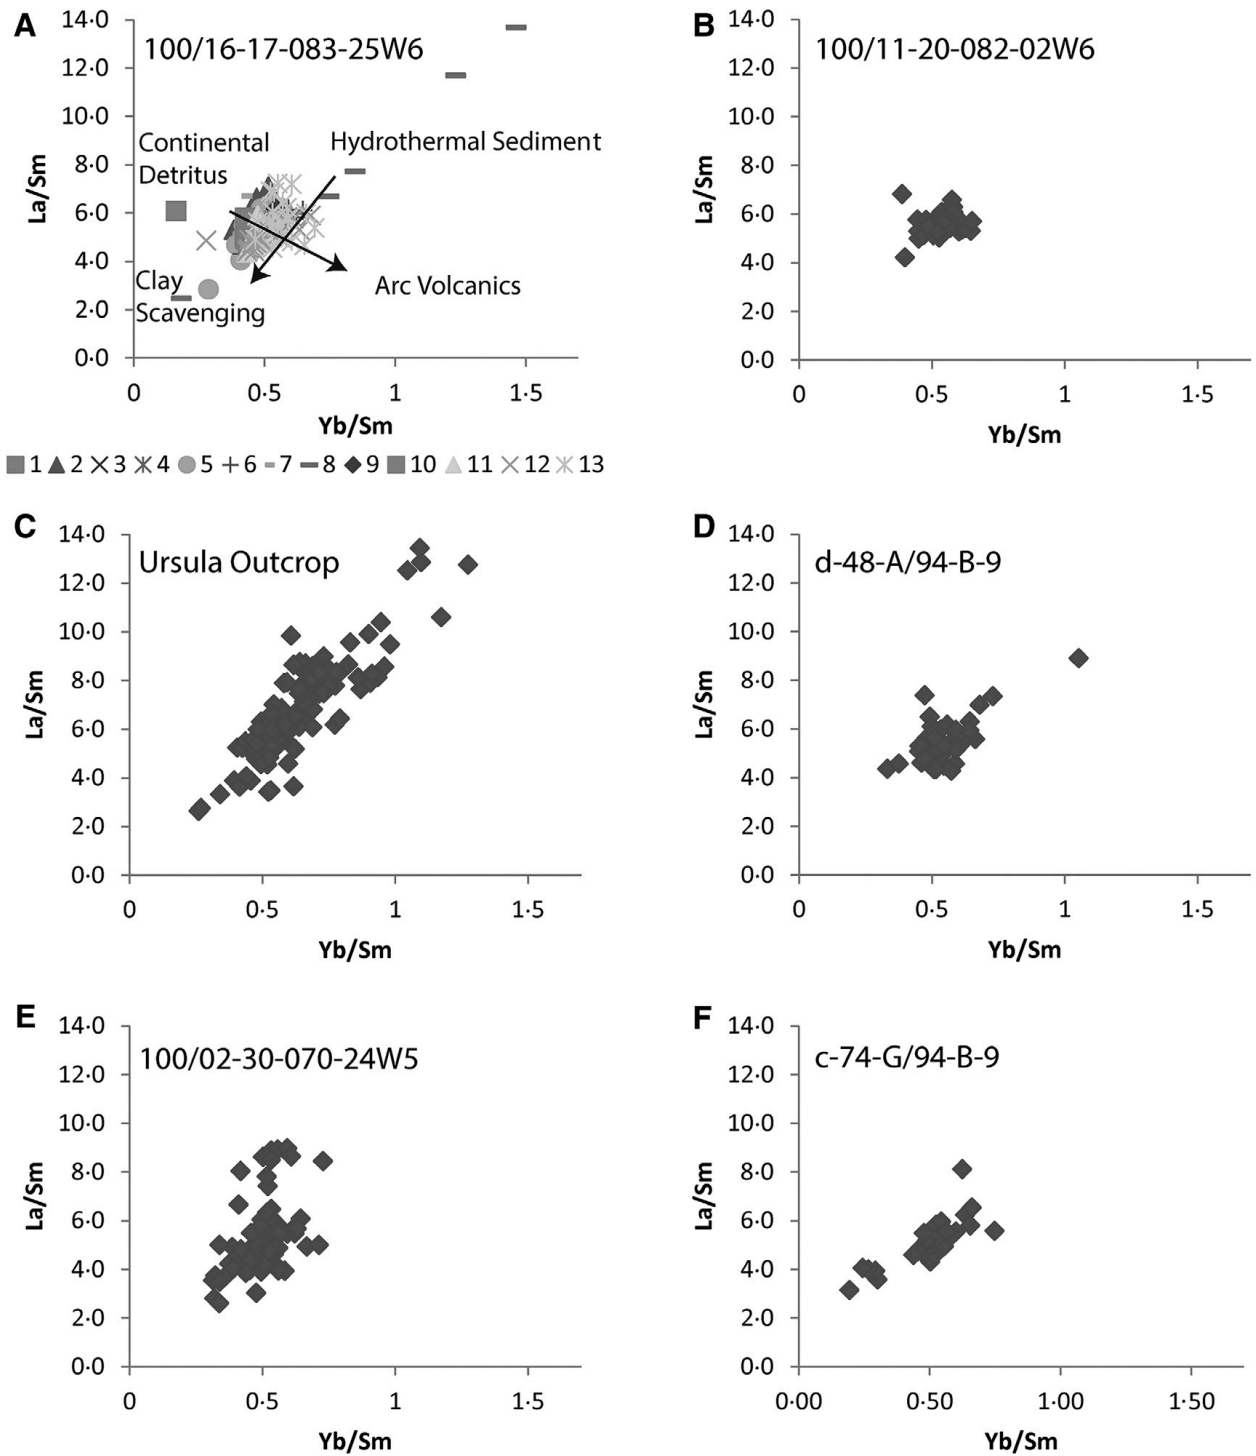 A
100/16-17-083-25W6
14·0
12·0
10·0
8·0
6·0
4·0
2·0
0·0
La/Sm
Continental
Detritus
Hydrothermal Sediment
Clay
Scavenging
Arc Volcanics
0 0·5 1 1·5
Yb/Sm
1 2 3 4 5 6 7 8 9 10 11 12 13
B
100/11-20-082-02W6
14·0
12·0
10·0
8·0
6·0
4·0
2·0
0·0
La/Sm
0 0·5 1 1·5
Yb/Sm
C
Ursula Outcrop
14·0
12·0
10·0
8·0
6·0
4·0
2·0
0·0
La/Sm
0 0·5 1 1·5
Yb/Sm
D
d-48-A/94-B-9
14·0
12·0
10·0
8·0
6·0
4·0
2·0
0·0
La/Sm
0 0·5 1 1·5
Yb/Sm
E
100/02-30-070-24W5
14·0
12·0
10·0
8·0
6·0
4·0
2·0
0·0
La/Sm
0 0·5 1 1·5
Yb/Sm
F
c-74-G/94-B-9
14·0
12·0
10·0
8·0
6·0
4·0
2·0
0·0
La/Sm
0·00 0·50 1·00 1·50
Yb/Sm